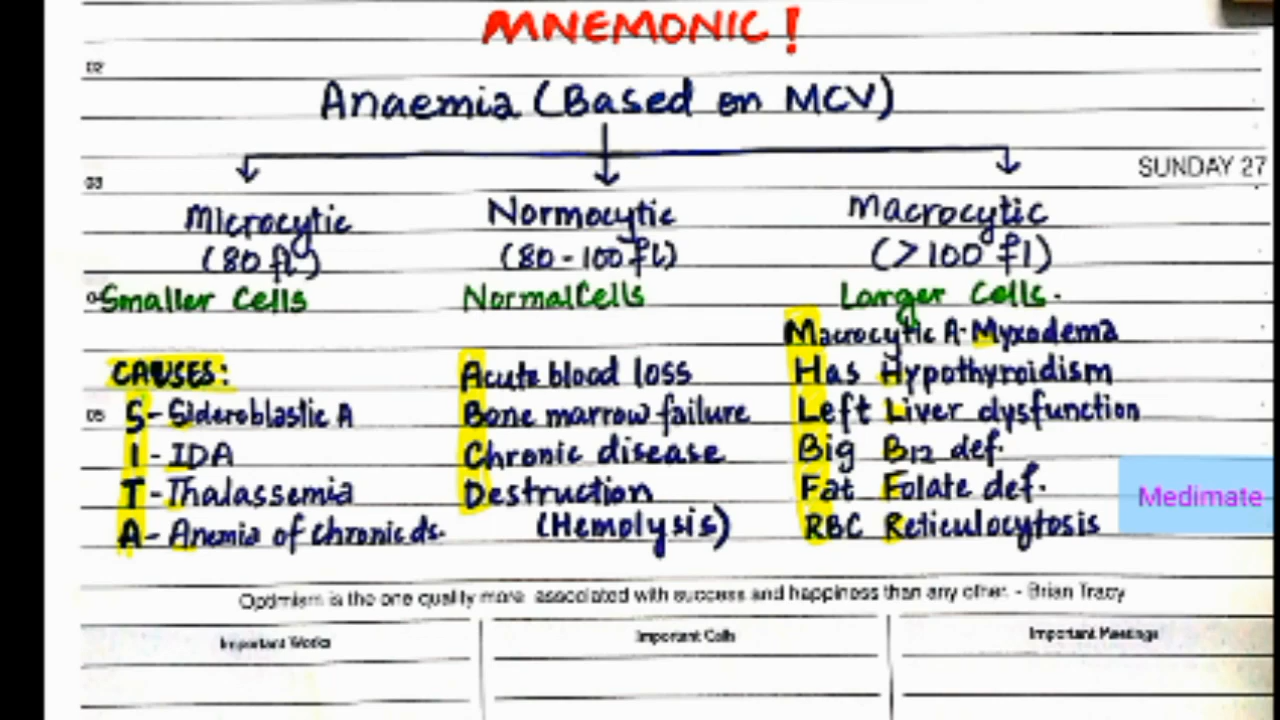 MNEMONIC!
02
Anaemia (Based on MCV)
03
SUNDAY 27
Microcytic
(80 fl)
Smaller Cells
CAUSES:
S - Sideroblastic A
I - IDA
T - Thalassemia
A - Anemia of chronic ds.
Normocytic
(80 - 100 fl)
Normal Cells
Acute blood loss
Bone marrow failure
Chronic disease
Destruction
(Hemolysis)
Macrocytic
(>100 fl)
Larger Cells.
Macrocytic A - Myxodema
Has Hypothyroidism
Left Liver dysfunction
Big B12 def.
Fat Folate def.
RBC Reticulocytosis
05
Medimate
Optimism is the one quality more associated with success and happiness than any other. - Brian Tracy
Important Works
Important Calls
Important Meetings